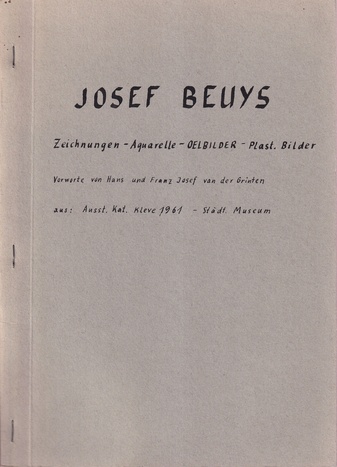 JOSEF BEUYS
Zeichnungen – Aquarelle – OELBILDER – Plast. Bilder
Vorworte von Hans und Franz Josef van der Grinten
aus: Ausst. Kat. Kleve 1961 – Städt. Museum